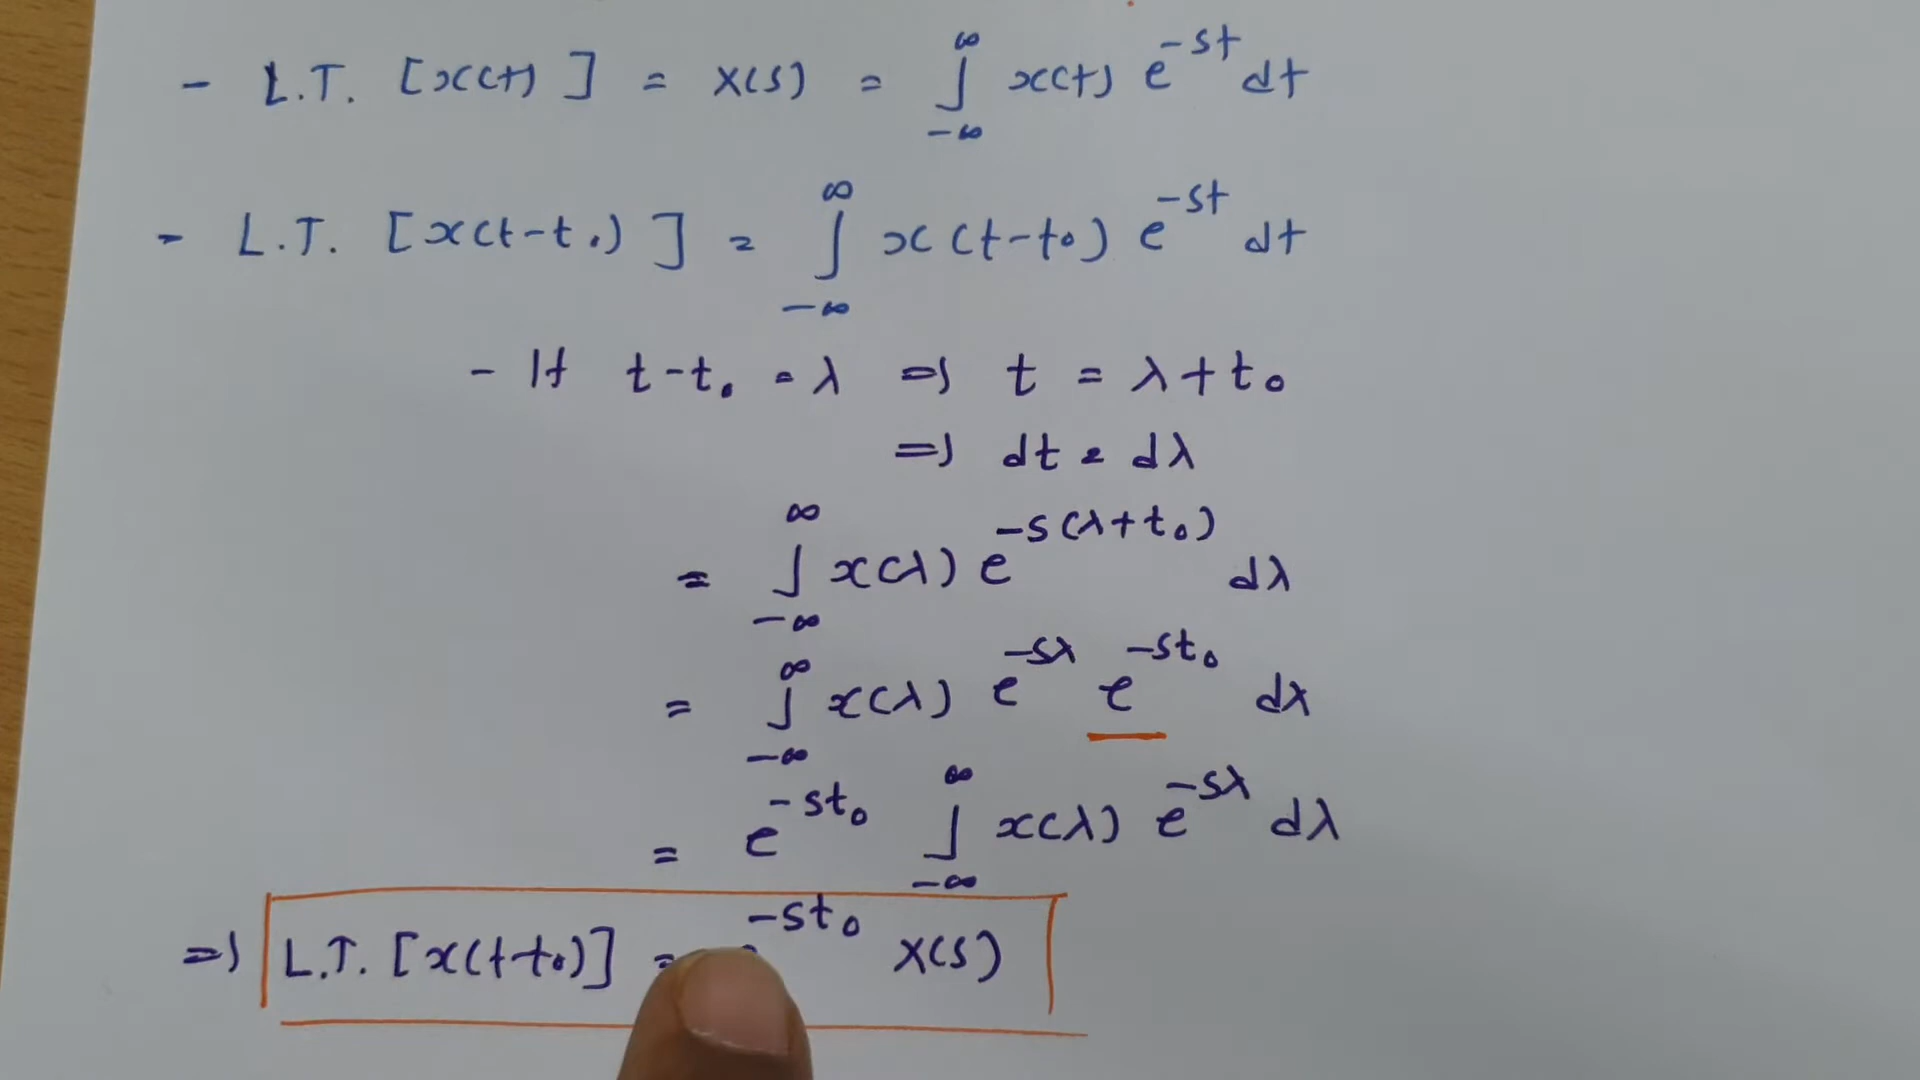 - L.T. [x(t)] = X(s) = ∫_{-∞}^{∞} x(t) e^{-st} dt
- L.T. [x(t-t₀)] = ∫_{-∞}^{∞} x(t-t₀) e^{-st} dt
- If t-t₀ = λ ⇒ t = λ+t₀
⇒ dt = dλ
= ∫_{-∞}^{∞} x(λ) e^{-s(λ+t₀)} dλ
= ∫_{-∞}^{∞} x(λ) e^{-sλ} e^{-st₀} dλ
= e^{-st₀} ∫_{-∞}^{∞} x(λ) e^{-sλ} dλ
⇒ L.T. [x(t-t₀)] = ^{-st₀} X(s)